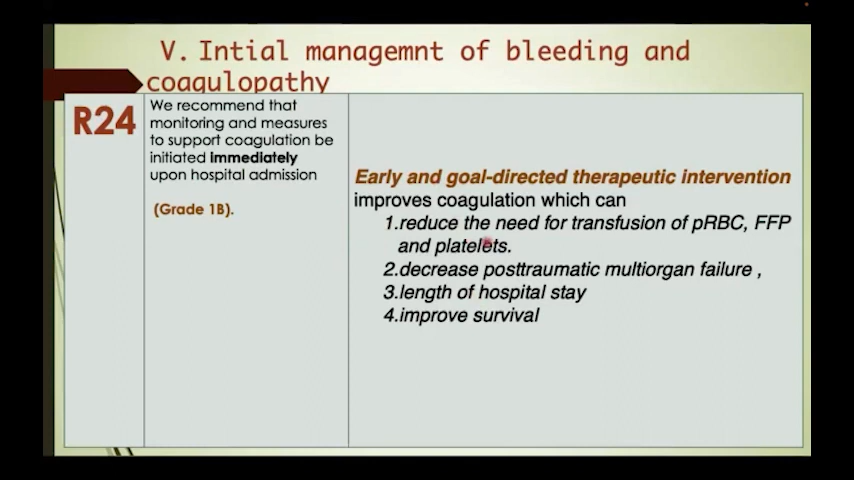 V. Intial managemnt of bleeding and
coagulopathy
R24
We recommend that
monitoring and measures
to support coagulation be
initiated Immediately
upon hospital admission
(Grade 1B).
Early and goal-directed therapeutic intervention
improves coagulation which can
1.reduce the need for transfusion of pRBC, FFP
and platelets.
2.decrease posttraumatic multiorgan failure ,
3.length of hospital stay
4.improve survival